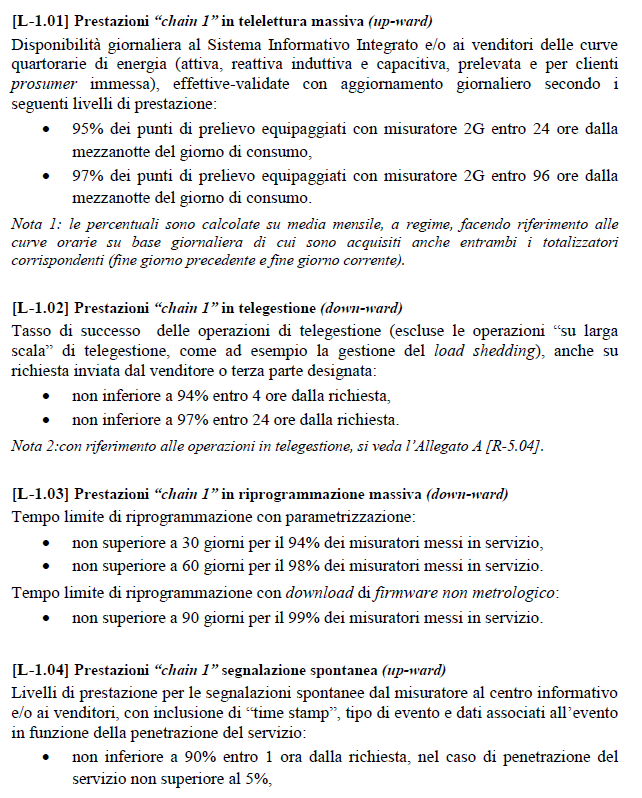 [L-1.01] Prestazioni “chain 1” in telelettura massiva (up-ward)
Disponibilità giornaliera al Sistema Informativo Integrato e/o ai venditori delle curve
quartorarie di energia (attiva, reattiva induttiva e capacitiva, prelevata e per clienti
prosumer immessa), effettive-validate con aggiornamento giornaliero secondo i
seguenti livelli di prestazione:
• 95% dei punti di prelievo equipaggiati con misuratore 2G entro 24 ore dalla
mezzanotte del giorno di consumo,
• 97% dei punti di prelievo equipaggiati con misuratore 2G entro 96 ore dalla
mezzanotte del giorno di consumo.
Nota 1: le percentuali sono calcolate su media mensile, a regime, facendo riferimento alle
curve orarie su base giornaliera di cui sono acquisiti anche entrambi i totalizzatori
corrispondenti (fine giorno precedente e fine giorno corrente).
[L-1.02] Prestazioni “chain 1” in telegestione (down-ward)
Tasso di successo delle operazioni di telegestione (escluse le operazioni “su larga
scala” di telegestione, come ad esempio la gestione del load shedding), anche su
richiesta inviata dal venditore o terza parte designata:
• non inferiore a 94% entro 4 ore dalla richiesta,
• non inferiore a 97% entro 24 ore dalla richiesta.
Nota 2:con riferimento alle operazioni in telegestione, si veda l’Allegato A [R-5.04].
[L-1.03] Prestazioni “chain 1” in riprogrammazione massiva (down-ward)
Tempo limite di riprogrammazione con parametrizzazione:
• non superiore a 30 giorni per il 94% dei misuratori messi in servizio,
• non superiore a 60 giorni per il 98% dei misuratori messi in servizio.
Tempo limite di riprogrammazione con download di firmware non metrologico:
• non superiore a 90 giorni per il 99% dei misuratori messi in servizio.
[L-1.04] Prestazioni “chain 1” segnalazione spontanea (up-ward)
Livelli di prestazione per le segnalazioni spontanee dal misuratore al centro informativo
e/o ai venditori, con inclusione di “time stamp”, tipo di evento e dati associati all’evento
in funzione della penetrazione del servizio:
• non inferiore a 90% entro 1 ora dalla richiesta, nel caso di penetrazione del
servizio non superiore al 5%,